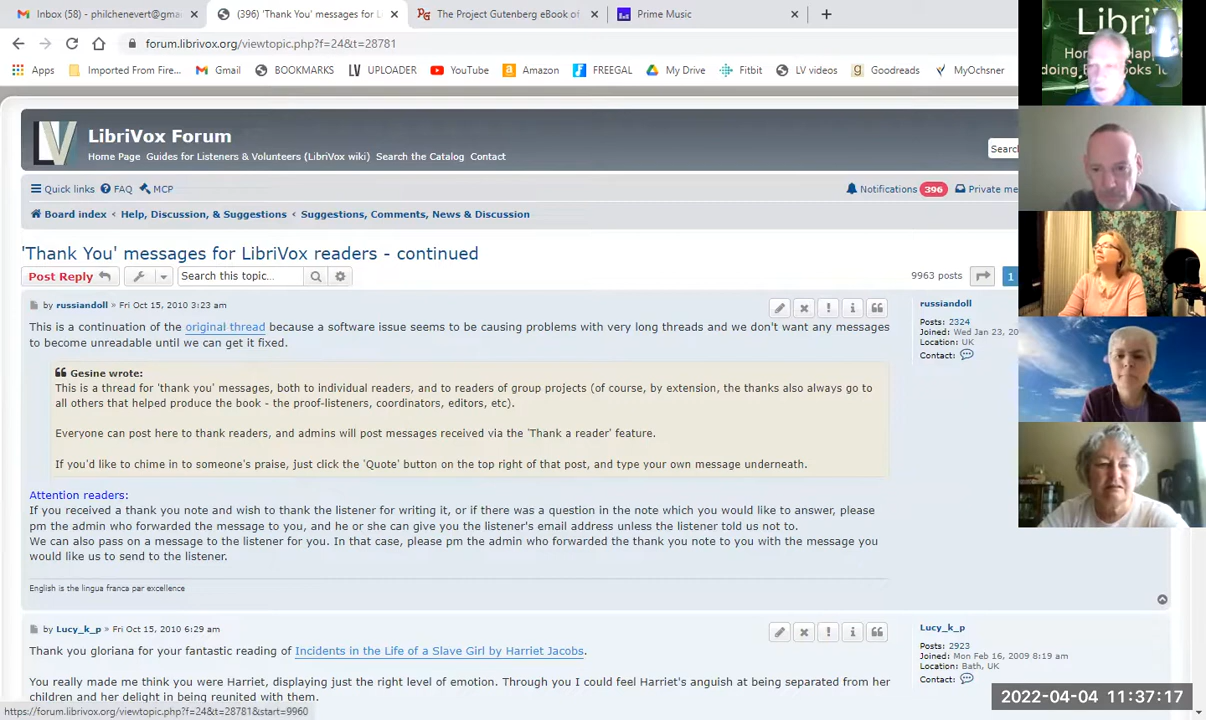 Inbox (58) - philchenevert@gma
(396) 'Thank You' messages for L
The Project Gutenberg eBook of
Prime Music
forum.librivox.org/viewtopic.php?f=24&t=28781
Apps
Imported From Fire...
Gmail
BOOKMARKS
UPLOADER
YouTube
Amazon
FREEGAL
My Drive
Fitbit
LV videos
Goodreads
MyOchsner
LibriVox Forum
Home Page Guides for Listeners & Volunteers (LibriVox wiki) Search the Catalog Contact
Searc
Quick links FAQ MCP
Notifications 396 Private me
Board index ‹ Help, Discussion, & Suggestions ‹ Suggestions, Comments, News & Discussion
'Thank You' messages for LibriVox readers - continued
Post Reply
Search this topic…
9963 posts
1
by russiandoll » Fri Oct 15, 2010 3:23 am
This is a continuation of the original thread because a software issue seems to be causing problems with very long threads and we don't want any messages
to become unreadable until we can get it fixed.
Gesine wrote:
This is a thread for 'thank you' messages, both to individual readers, and to readers of group projects (of course, by extension, the thanks also always go to
all others that helped produce the book - the proof-listeners, coordinators, editors, etc).
Everyone can post here to thank readers, and admins will post messages received via the 'Thank a reader' feature.
If you'd like to chime in to someone's praise, just click the 'Quote' button on the top right of that post, and type your own message underneath.
Attention readers:
If you received a thank you note and wish to thank the listener for writing it, or if there was a question in the note which you would like to answer, please
pm the admin who forwarded the message to you, and he or she can give you the listener's email address unless the listener told us not to.
We can also pass on a message to the listener for you. In that case, please pm the admin who forwarded the thank you note to you with the message you
would like us to send to the listener.
English is the lingua franca par excellence
russiandoll
Posts: 2324
Joined: Wed Jan 23, 20
Location: UK
Contact:
by Lucy_k_p » Fri Oct 15, 2010 6:29 am
Thank you gloriana for your fantastic reading of Incidents in the Life of a Slave Girl by Harriet Jacobs.
You really made me think you were Harriet, displaying just the right level of emotion. Through you I could feel Harriet's anguish at being separated from her
children and her delight in being reunited with them.
Lucy_k_p
Posts: 2923
Joined: Mon Feb 16, 2009 8:19 am
Location: Bath, UK
Contact:
https://forum.librivox.org/viewtopic.php?f=24&t=28781&start=9960
2022-04-04 11:37:17